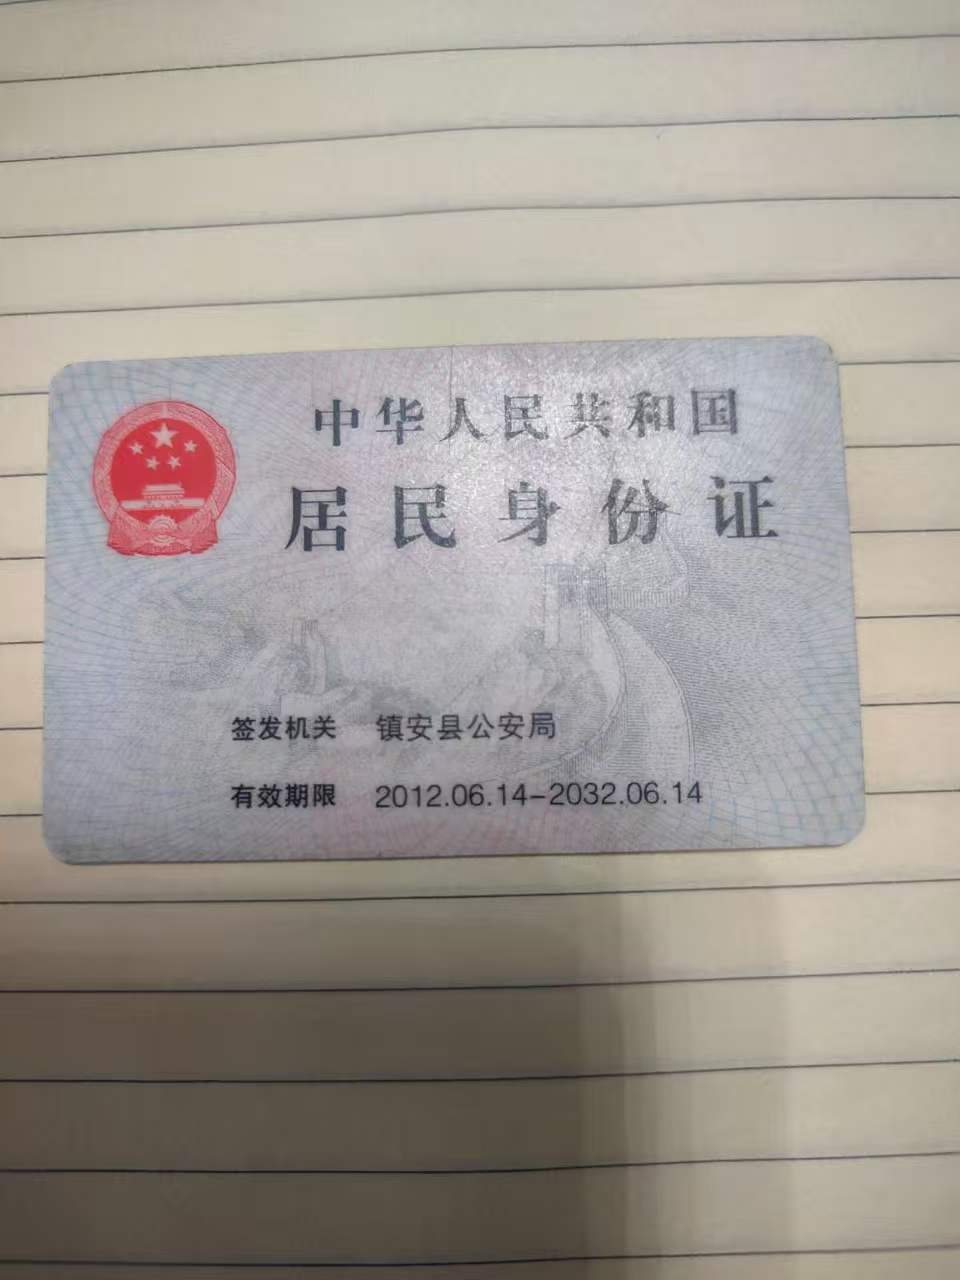 中华人民共和国
居民身份证
签发机关 镇安县公安局
有效期限 2012.06.14-2032.06.14